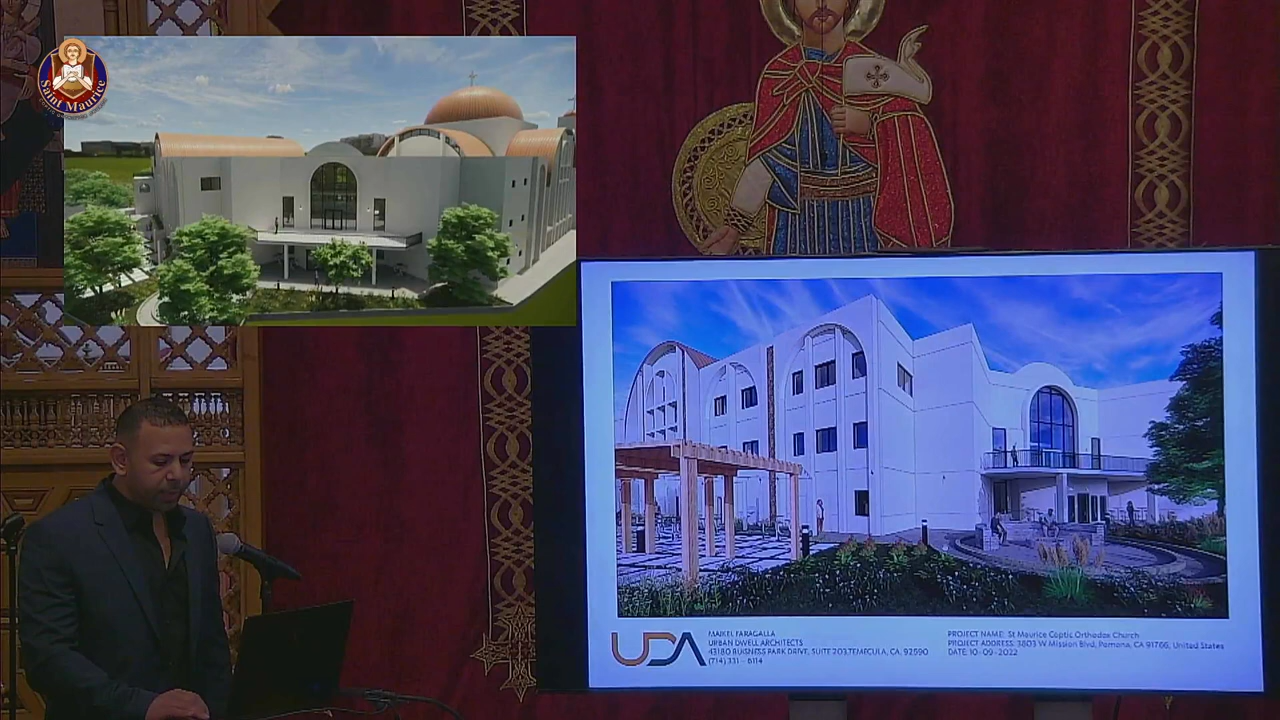 Saint Maurice
UDA
MAIKEL FARAGALLA
URBAN DWELL ARCHITECTS
43180 BUISNESS PARK DRIVE, SUITE 203,TEMECULA, CA, 92590
(714) 331 - 6114
PROJECT NAME: St Maurice Coptic Orthodox Church
PROJECT ADDRESS: 3803 W Mission Blvd, Pomona, CA 91766, United States
DATE: 10-09-2022